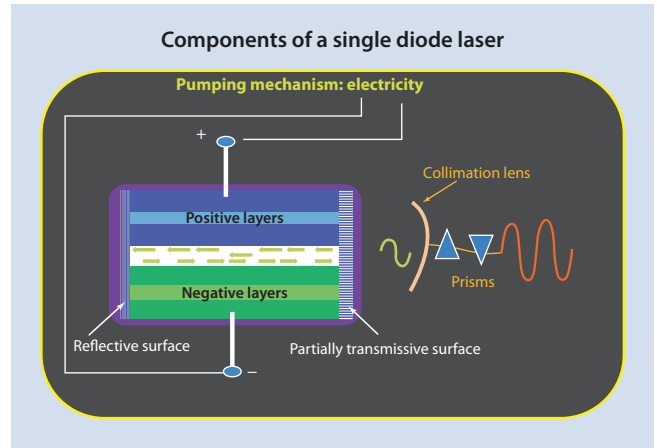 Components of a single diode laser
Pumping mechanism: electricity
+
Collimation lens
Positive layers
Prisms
Negative layers
Reflective surface
Partially transmissive surface
–